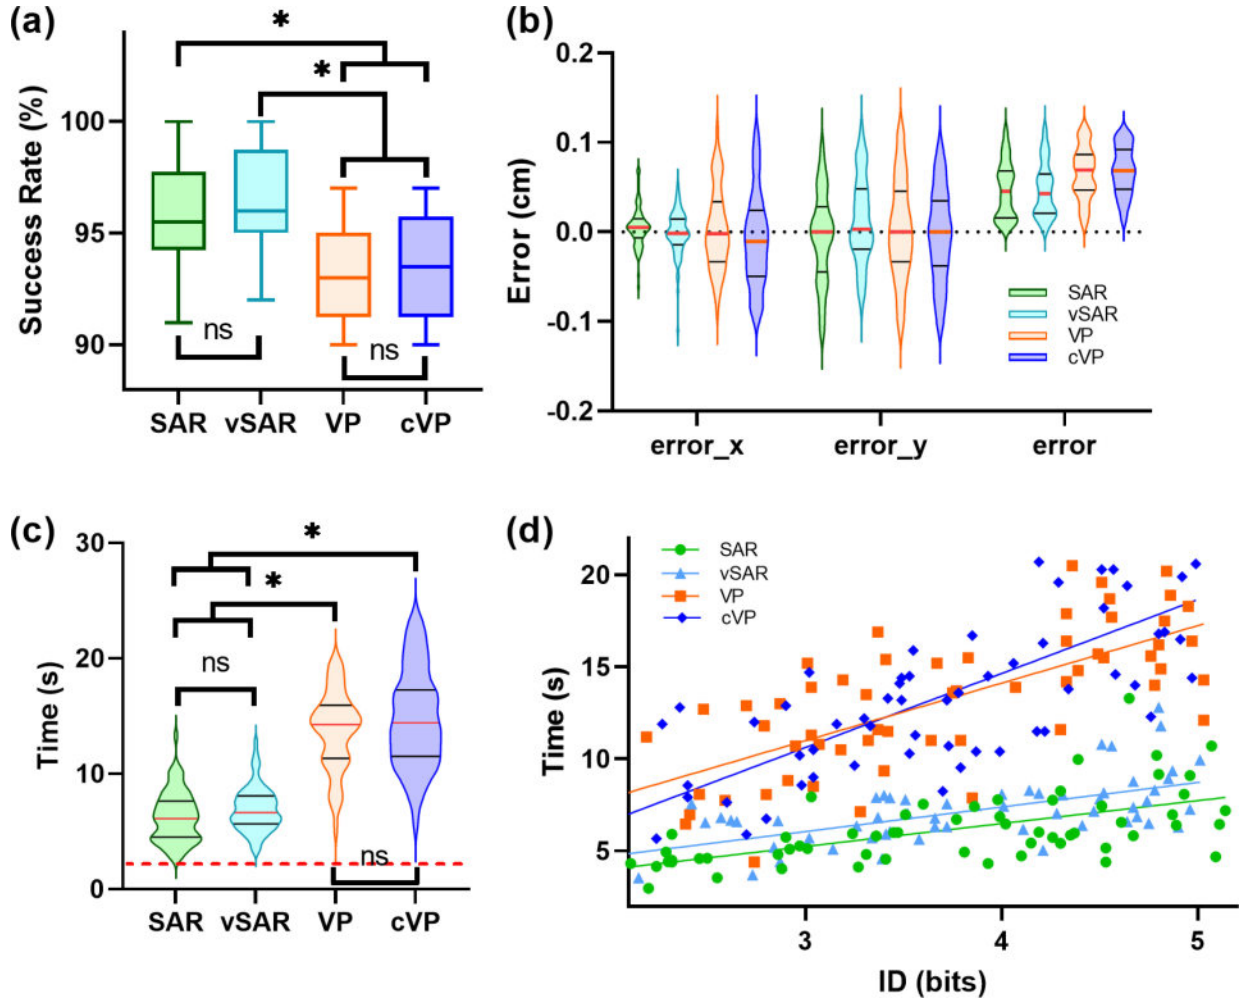 (a)
Success Rate (%)
100
95
90
*
*
ns
ns
SAR vSAR VP cVP
(b)
Error (cm)
0.2
0.1
0.0
-0.1
-0.2
SAR
vSAR
VP
cVP
error_x error_y error
(c)
Time (s)
30
20
10
0
*
*
ns
ns
SAR vSAR VP cVP
(d)
Time (s)
20
15
10
5
SAR
vSAR
VP
cVP
3 4 5
ID (bits)